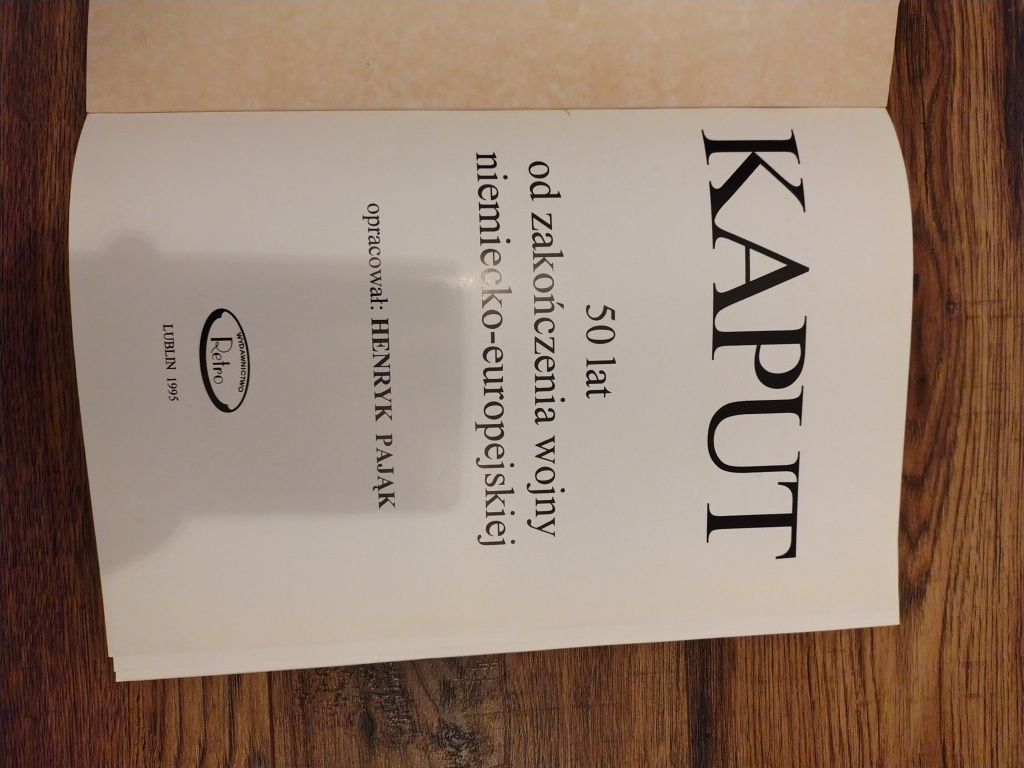 KAPUT
50 lat
od zakończenia wojny
niemiecko-europejskiej
opracował: HENRYK PAJĄK
WYDAWNICTWO
Retro
LUBLIN 1995